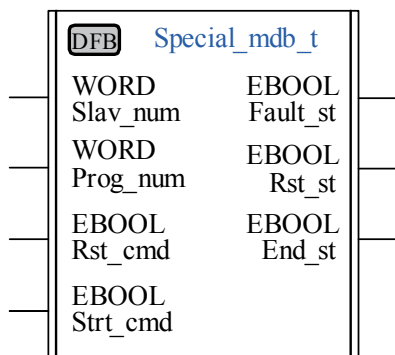 DFB Special_mdb_t
WORD EBOOL
Slav_num Fault_st
WORD EBOOL
Prog_num Rst_st
EBOOL EBOOL
Rst_cmd End_st
EBOOL
Strt_cmd